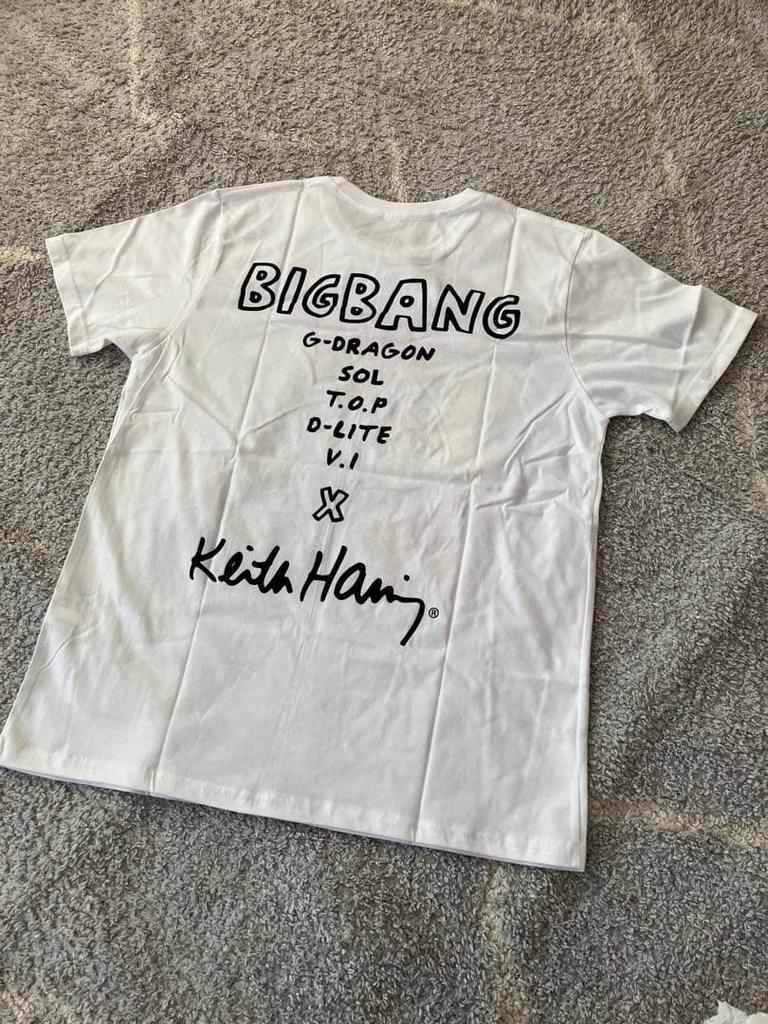 BIGBANG
G-DRAGON
SOL
T.O.P
D-LITE
V.I
X
Keith Haring®